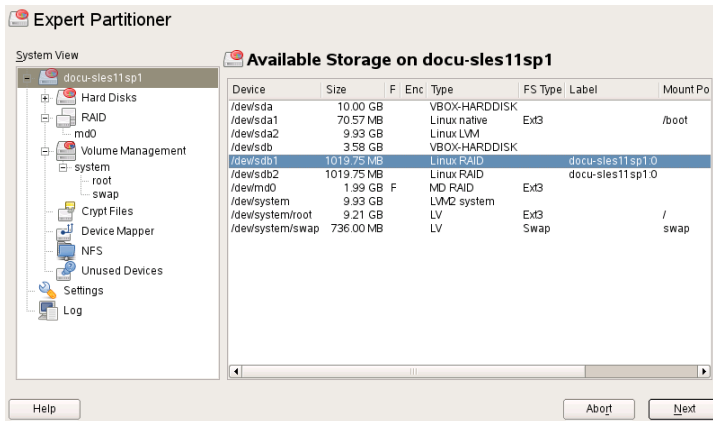 Expert Partitioner
System View
docu-sles11sp1
Hard Disks
RAID
md0
Volume Management
system
root
swap
Crypt Files
Device Mapper
NFS
Unused Devices
Settings
Log
Available Storage on docu-sles11sp1
Device Size F Enc Type FS Type Label Mount Po
/dev/sda 10.00 GB VBOX-HARDDISK
/dev/sda1 70.57 MB Linux native Ext3 /boot
/dev/sda2 9.93 GB Linux LVM
/dev/sdb 3.58 GB VBOX-HARDDISK
/dev/sdb1 1019.75 MB Linux RAID docu-sles11sp1:0
/dev/sdb2 1019.75 MB Linux RAID docu-sles11sp1:0
/dev/md0 1.99 GB F MD RAID Ext3
/dev/system 9.93 GB LVM2 system
/dev/system/root 9.21 GB LV Ext3 /
/dev/system/swap 736.00 MB LV Swap swap
Help
Abort
Next